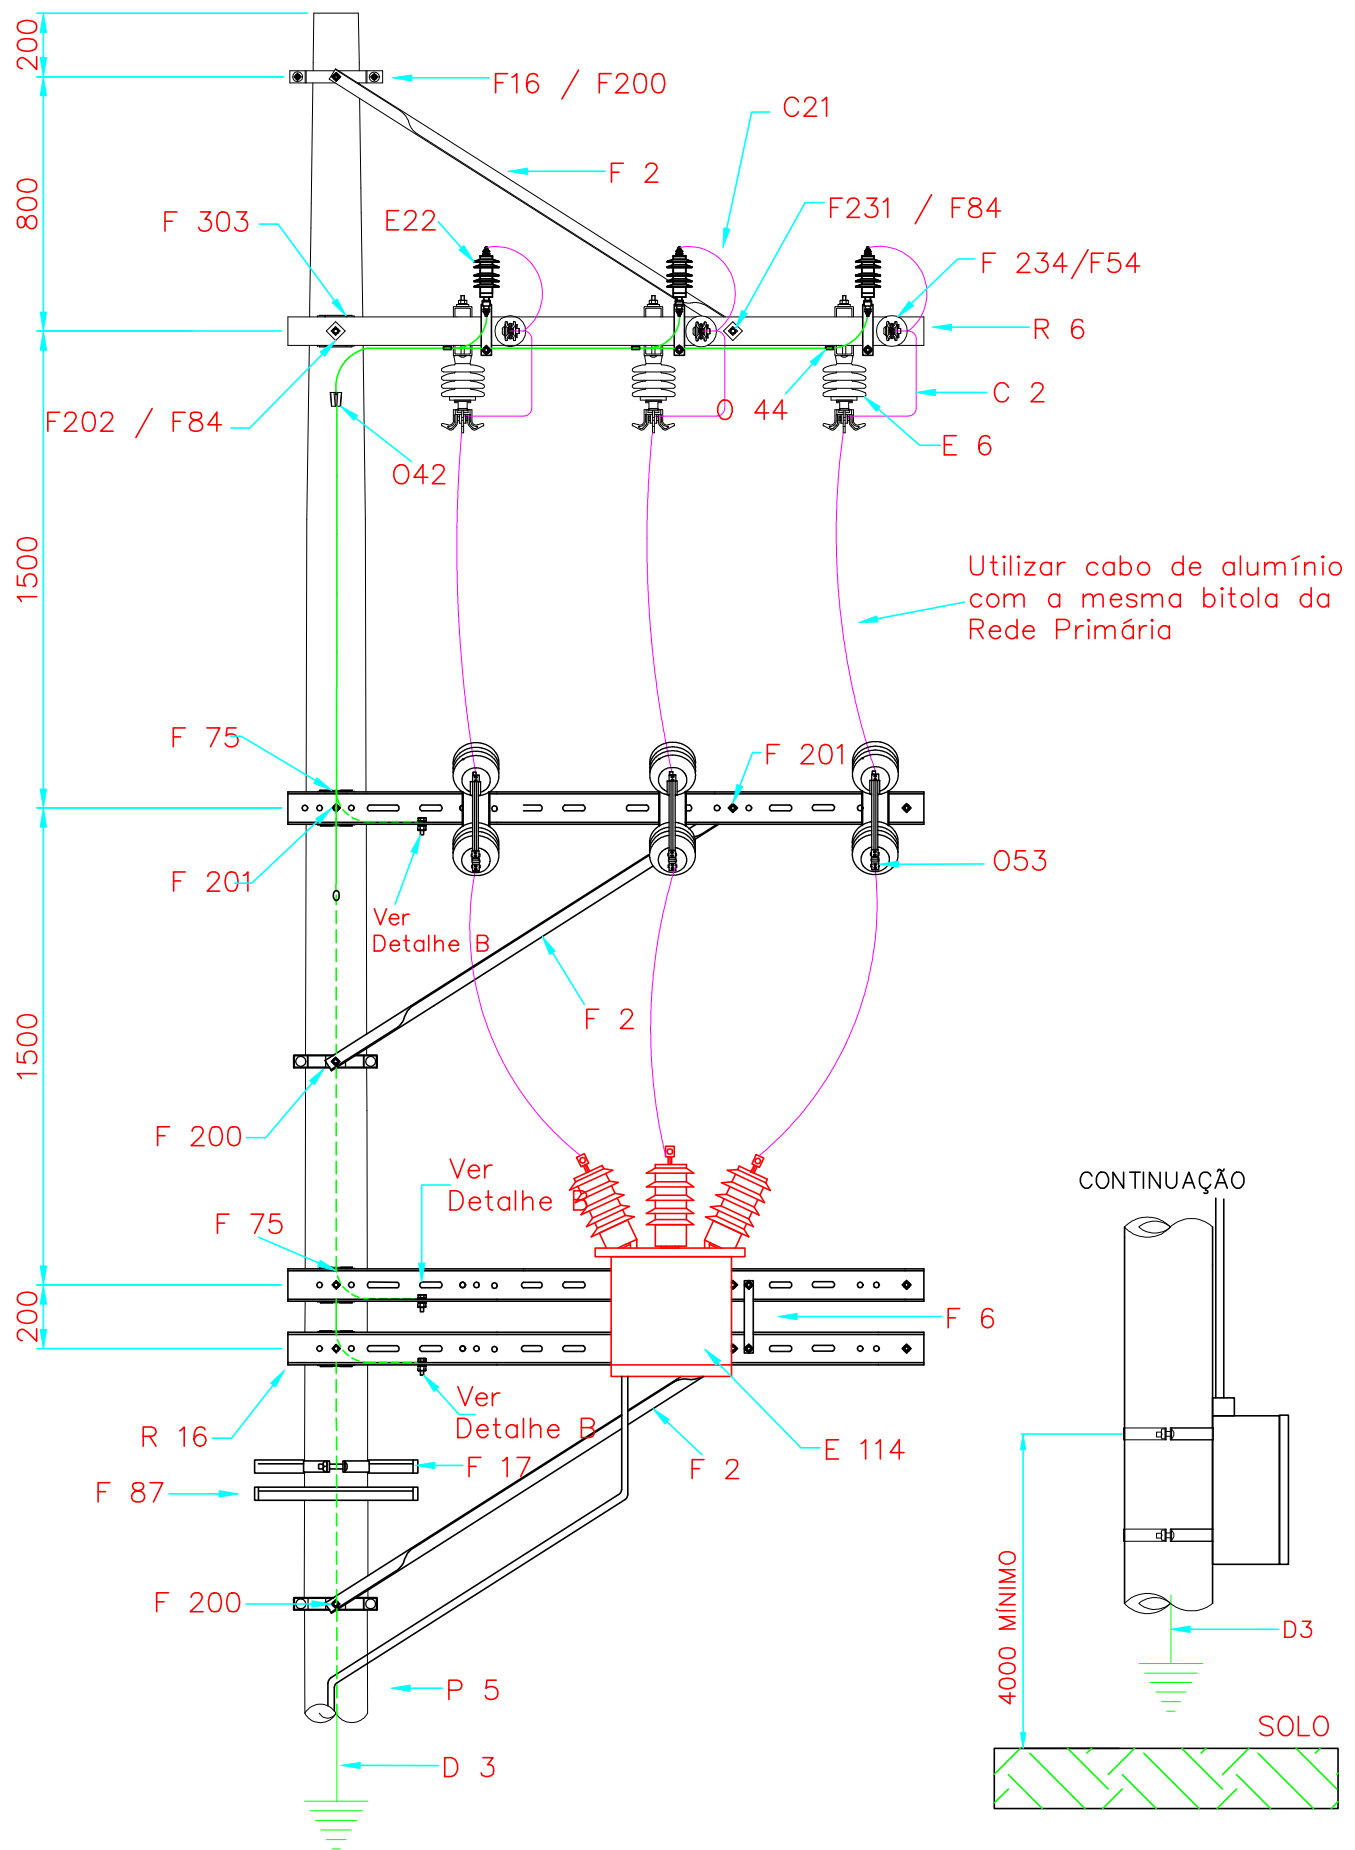 200
F16 / F200
C21
F 2
800
F 303
E22
F231 / F84
F 234/F54
R 6
O 44
C 2
F202 / F84
E 6
O42
1500
Utilizar cabo de alumínio
com a mesma bitola da
Rede Primária
F 75
F 201
F 201
O53
Ver
Detalhe B
F 2
1500
F 200
Ver
Detalhe B
F 75
CONTINUAÇÃO
200
F 6
R 16
Ver
Detalhe B
E 114
F 17
F 2
F 87
F 200
4000 MÍNIMO
D3
P 5
SOLO
D 3